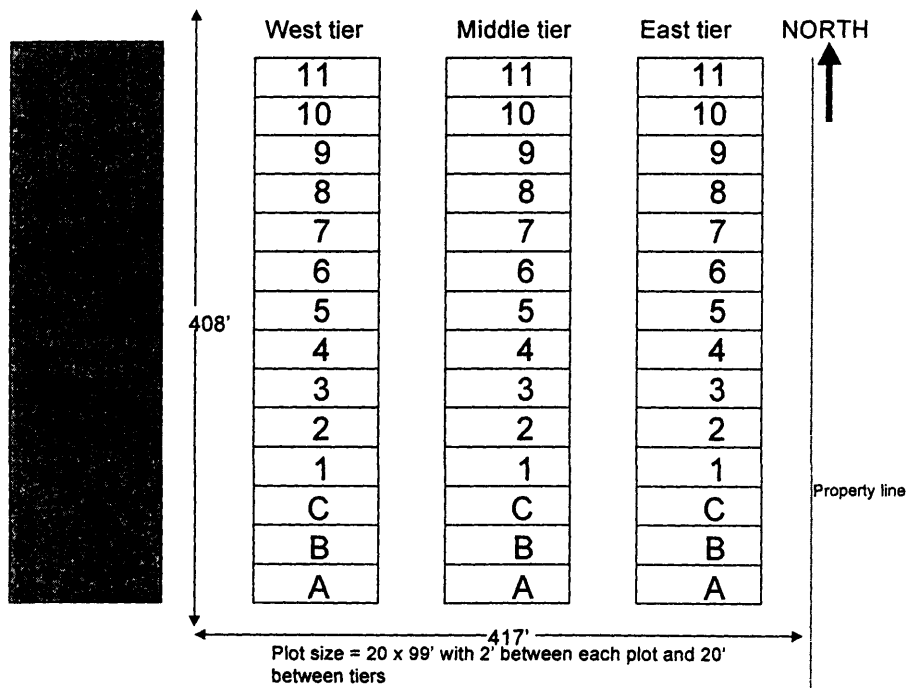 West tier Middle tier East tier NORTH
11 11 11
10 10 10
9 9 9
8 8 8
7 7 7
6 6 6
5 5 5
408'
4 4 4
3 3 3
2 2 2
1 1 1
Property line
C C C
B B B
A A A
417'
Plot size = 20 x 99' with 2' between each plot and 20'
between tiers